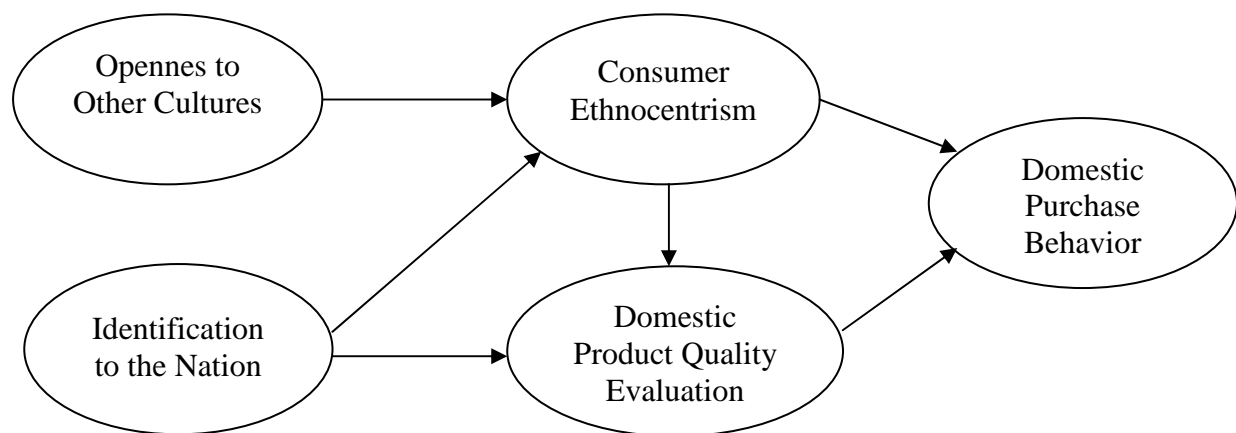 Opennes to
Other Cultures
Consumer
Ethnocentrism
Domestic
Purchase
Behavior
Identification
to the Nation
Domestic
Product Quality
Evaluation